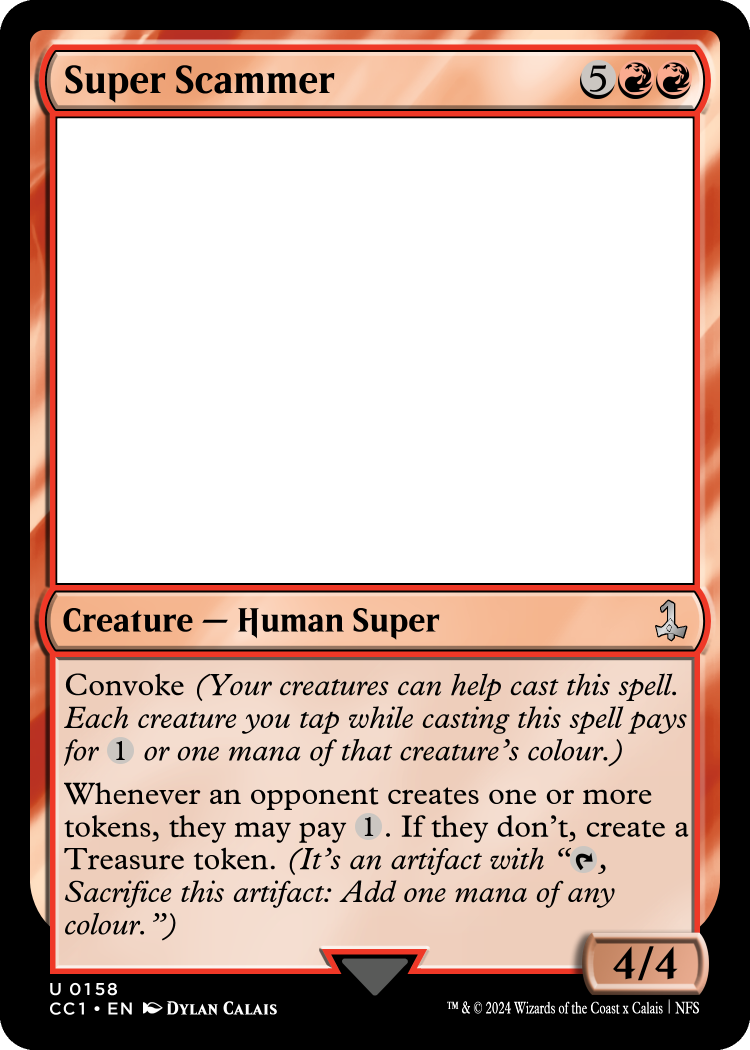 Super Scammer 5
Creature — Human Super
Convoke (Your creatures can help cast this spell.
Each creature you tap while casting this spell pays
for 1 or one mana of that creature's colour.)
Whenever an opponent creates one or more
tokens, they may pay 1. If they don't, create a
Treasure token. (It's an artifact with “,
Sacrifice this artifact: Add one mana of any
colour.”)
4/4
U 0158
CC1 • EN DYLAN CALAIS
™ & © 2024 Wizards of the Coast x Calais | NFS